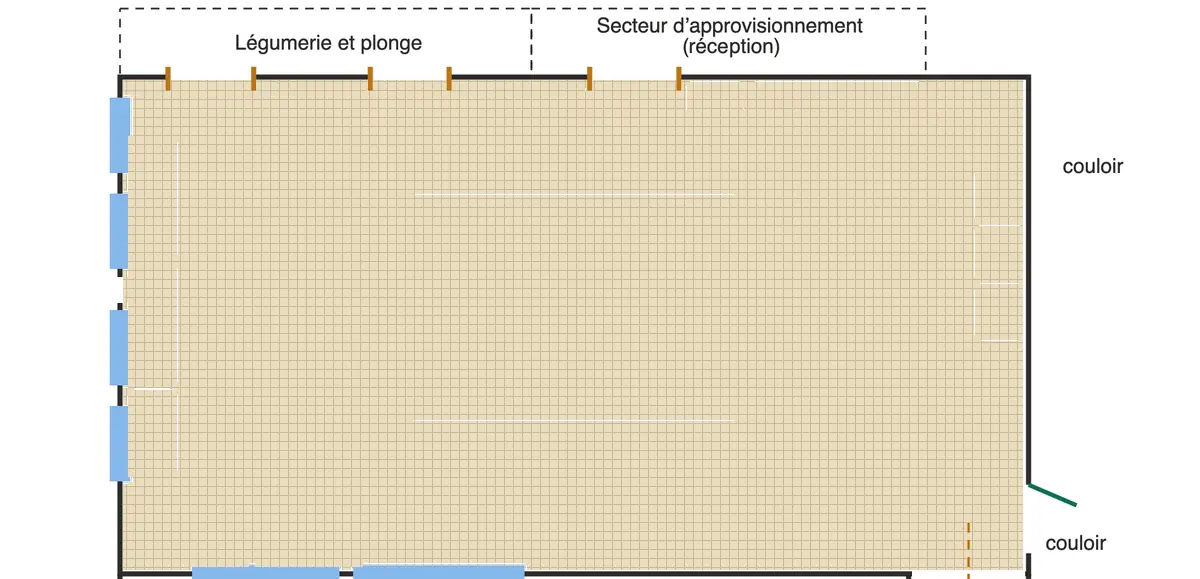 Légumerie et plonge
Secteur d'approvisionnement
(réception)
couloir
couloir